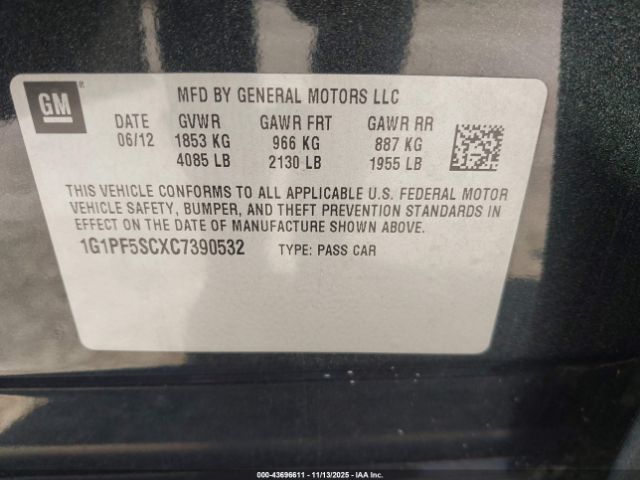 GM
MFD BY GENERAL MOTORS LLC
DATE GVWR GAWR FRT GAWR RR
06/12 1853 KG 966 KG 887 KG
4085 LB 2130 LB 1955 LB
THIS VEHICLE CONFORMS TO ALL APPLICABLE U.S. FEDERAL MOTOR
VEHICLE SAFETY, BUMPER, AND THEFT PREVENTION STANDARDS IN
EFFECT ON THE DATE OF MANUFACTURE SHOWN ABOVE.
1G1PF5SCXC7390532 TYPE: PASS CAR
000-43696611 - 11/13/2025 - IAA Inc.